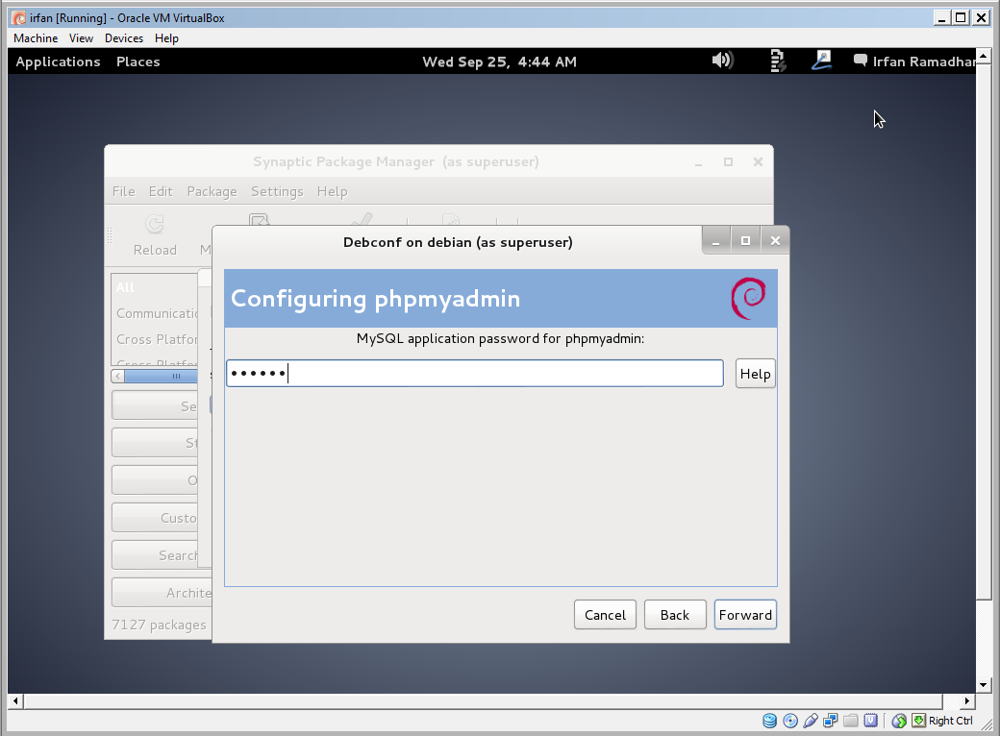 irfan [Running] - Oracle VM VirtualBox
Machine View Devices Help
Applications Places Wed Sep 25, 4:44 AM Irfan Ramadhan
Synaptic Package Manager (as superuser)
File Edit Package Settings Help
Reload M
Debconf on debian (as superuser)
Configuring phpmyadmin
MySQL application password for phpmyadmin:
••••••
Help
All
Communicatio
Cross Platfor
Cross Platfor
Se
St
O
Custo
Search
Archite
7127 packages
Cancel Back Forward
Right Ctrl